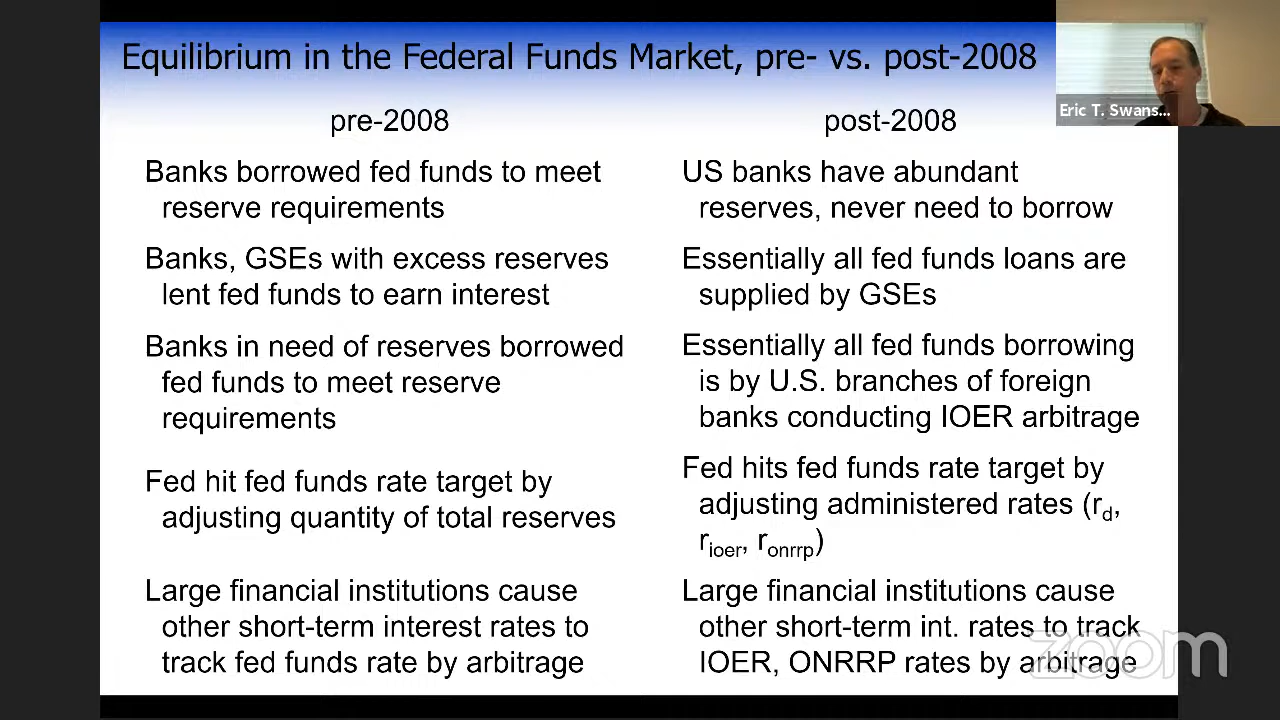 Equilibrium in the Federal Funds Market, pre- vs. post-2008
Eric T. Swans...
pre-2008
Banks borrowed fed funds to meet
reserve requirements
Banks, GSEs with excess reserves
lent fed funds to earn interest
Banks in need of reserves borrowed
fed funds to meet reserve
requirements
Fed hit fed funds rate target by
adjusting quantity of total reserves
Large financial institutions cause
other short-term interest rates to
track fed funds rate by arbitrage
post-2008
US banks have abundant
reserves, never need to borrow
Essentially all fed funds loans are
supplied by GSEs
Essentially all fed funds borrowing
is by U.S. branches of foreign
banks conducting IOER arbitrage
Fed hits fed funds rate target by
adjusting administered rates (rd,
rioer, ronrrp)
Large financial institutions cause
other short-term int. rates to track
IOER, ONRRP rates by arbitrage
zoom